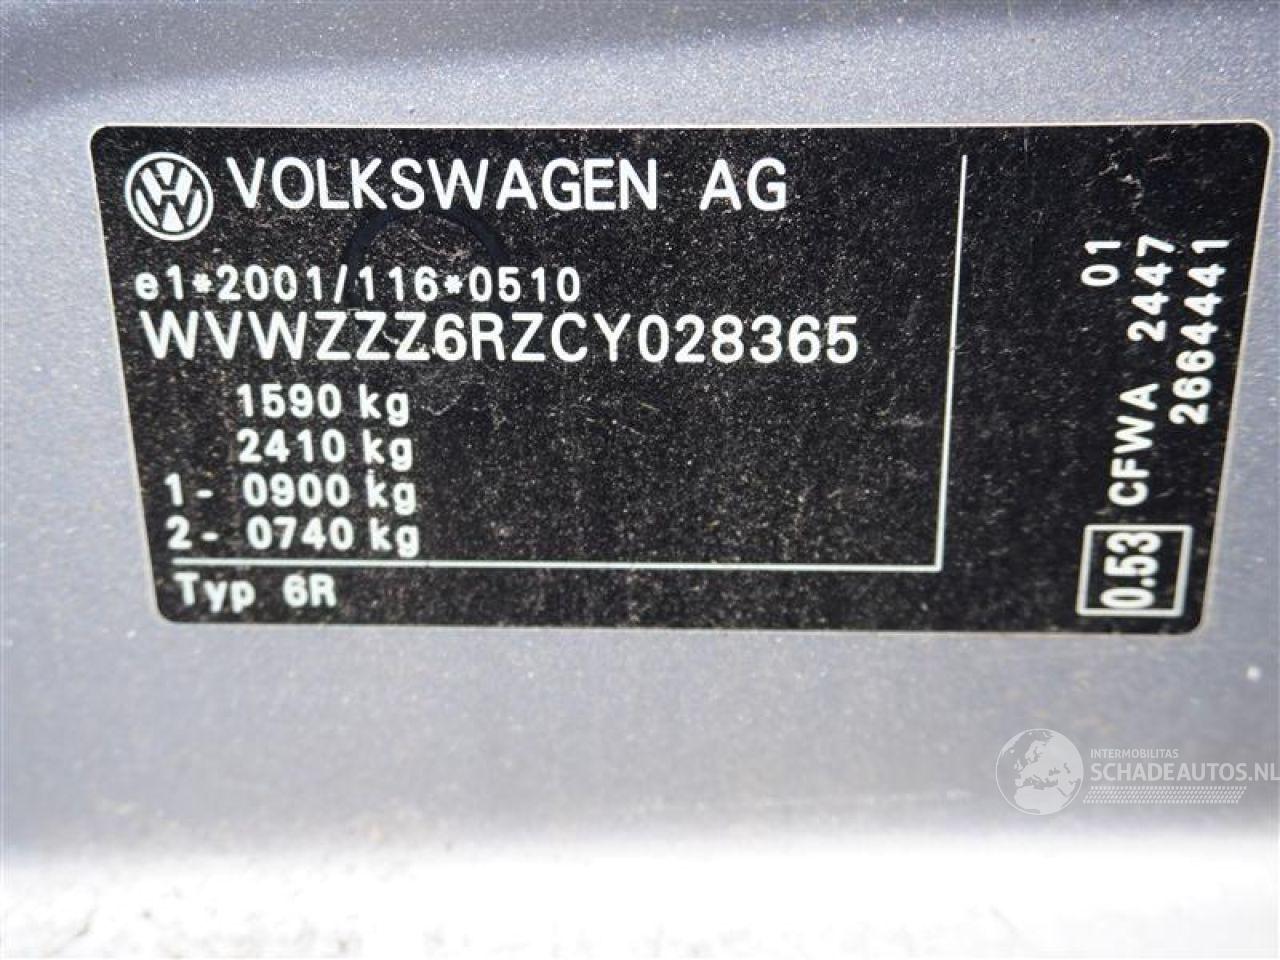 VOLKSWAGEN AG
e1*2001/116*0510
WVWZZZ6RZCY028365
1590 kg
2410 kg
1- 0900 kg
2- 0740 kg
Typ 6R
0.53 CFWA 2447 01
2664441
INTERMOBILITAS
SCHADEAUTOS.NL